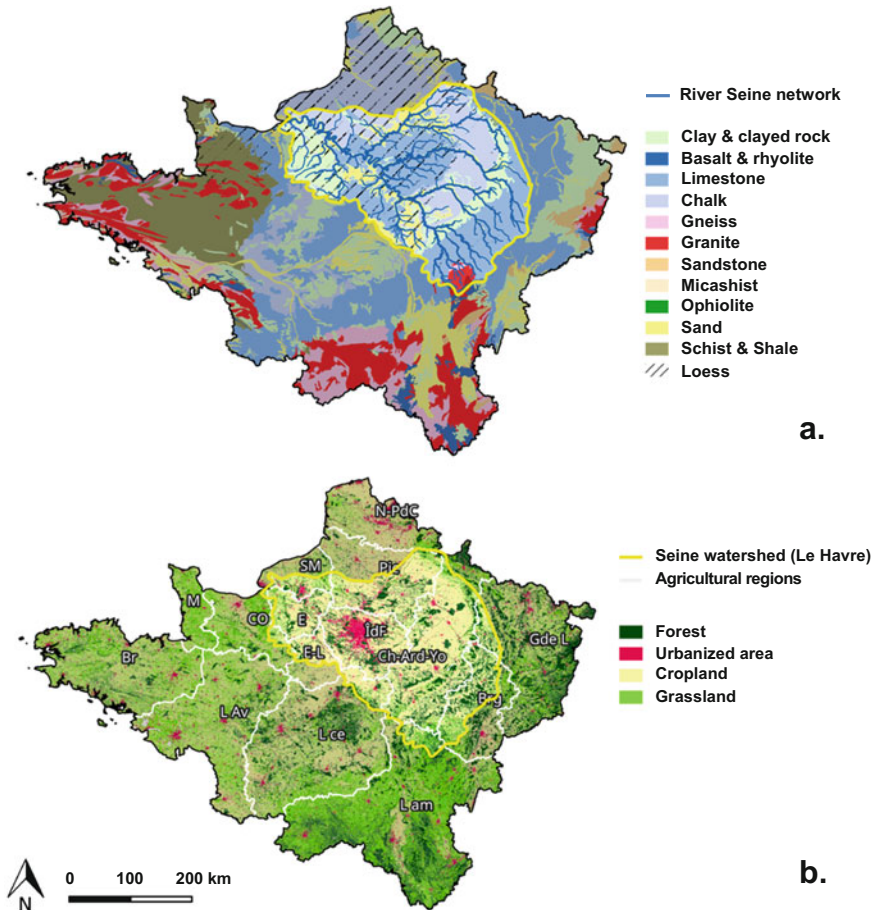 River Seine network
Clay & clayed rock
Basalt & rhyolite
Limestone
Chalk
Gneiss
Granite
Sandstone
Micashist
Ophiolite
Sand
Schist & Shale
Loess
a.
N-PdC
SM
Pic
M
CO
E
IdF
E-L
Ch-Ard-Yo
Gde L
Br
Brg
L Av
L ce
L am
Seine watershed (Le Havre)
Agricultural regions
Forest
Urbanized area
Cropland
Grassland
0 100 200 km
N
b.